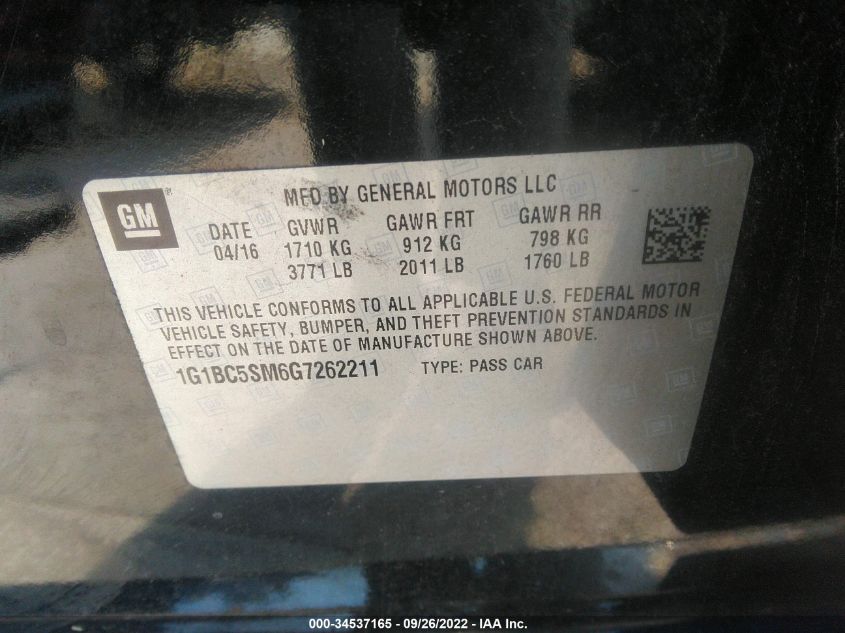 GM
MFD BY GENERAL MOTORS LLC
DATE GVWR GAWR FRT GAWR RR
04/16 1710 KG 912 KG 798 KG
3771 LB 2011 LB 1760 LB
THIS VEHICLE CONFORMS TO ALL APPLICABLE U.S. FEDERAL MOTOR
VEHICLE SAFETY, BUMPER, AND THEFT PREVENTION STANDARDS IN
EFFECT ON THE DATE OF MANUFACTURE SHOWN ABOVE.
1G1BC5SM6G7262211 TYPE: PASS CAR
000-34537165 - 09/26/2022 - IAA Inc.